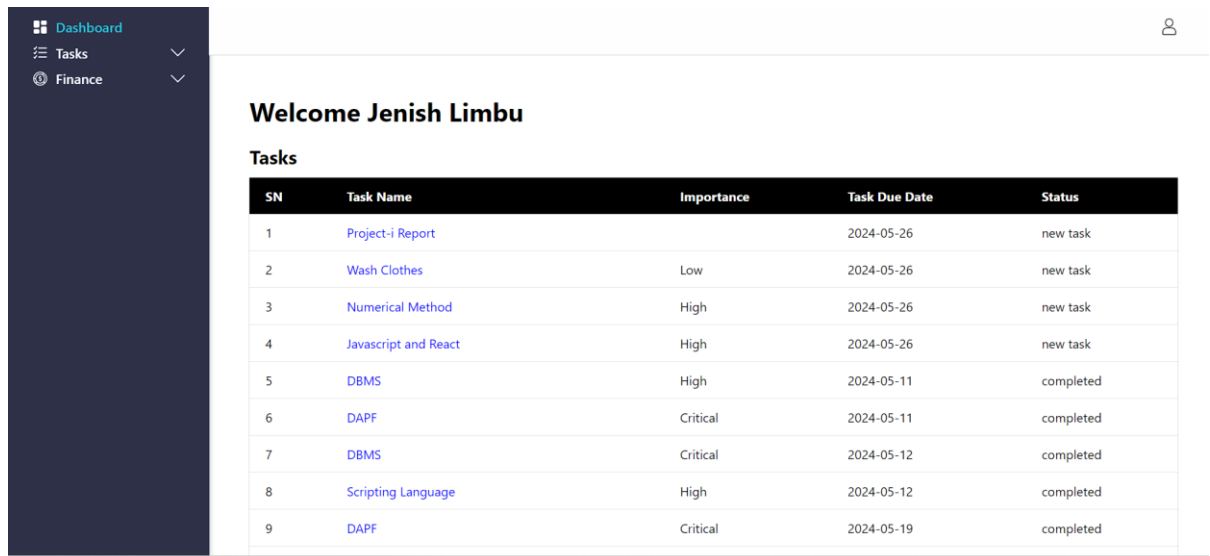 Dashboard
Tasks
Finance
Welcome Jenish Limbu
Tasks
SN Task Name Importance Task Due Date Status
1 Project-i Report 2024-05-26 new task
2 Wash Clothes Low 2024-05-26 new task
3 Numerical Method High 2024-05-26 new task
4 Javascript and React High 2024-05-26 new task
5 DBMS High 2024-05-11 completed
6 DAPF Critical 2024-05-11 completed
7 DBMS Critical 2024-05-12 completed
8 Scripting Language High 2024-05-12 completed
9 DAPF Critical 2024-05-19 completed